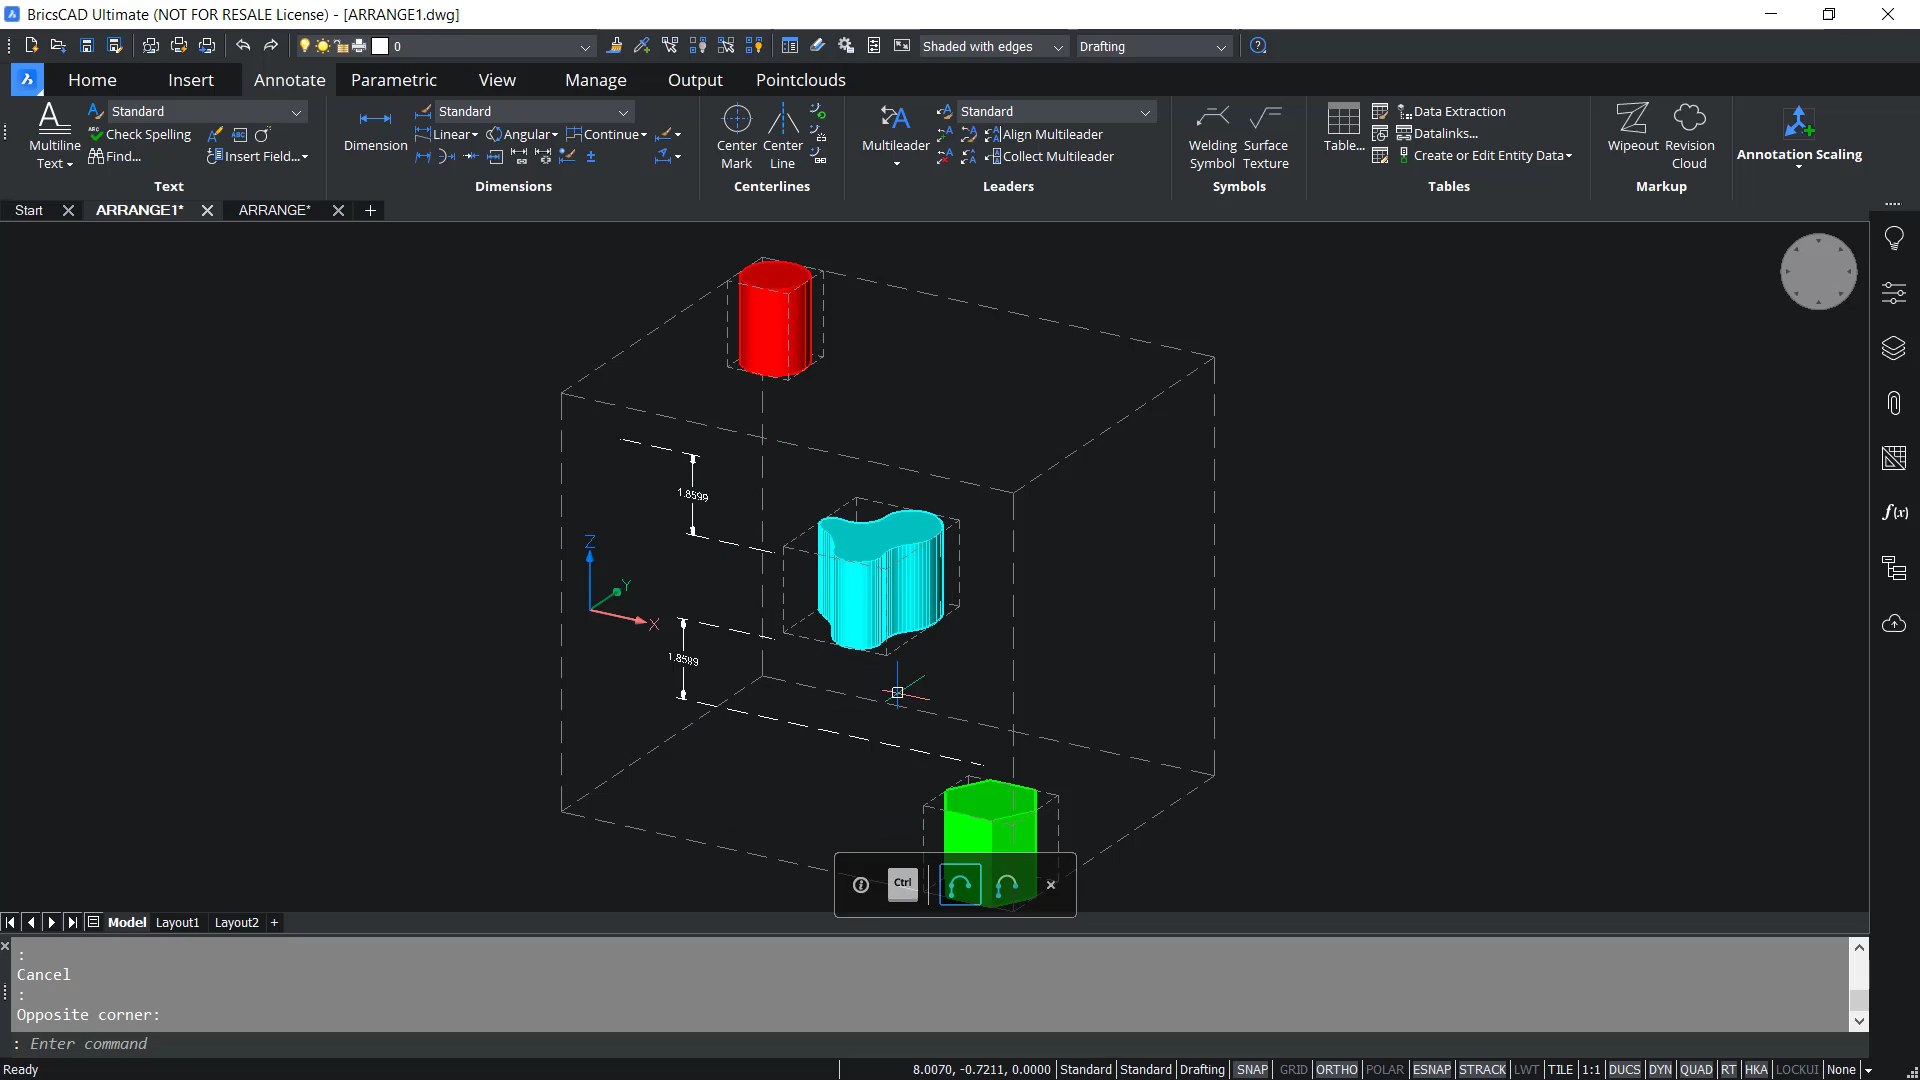 BricsCAD Ultimate (NOT FOR RESALE License) - [ARRANGE1.dwg]
0
Shaded with edges
Drafting
Home
Insert
Annotate
Parametric
View
Manage
Output
Pointclouds
Multiline
Text
Standard
Check Spelling
Find...
Insert Field...
Text
Dimension
Standard
Linear
Angular
Continue
Dimensions
Center
Mark
Center
Line
Centerlines
Multileader
Standard
Align Multileader
Collect Multileader
Leaders
Welding
Symbol
Surface
Texture
Symbols
Table...
Data Extraction
Datalinks...
Create or Edit Entity Data
Tables
Wipeout
Revision
Cloud
Markup
Annotation Scaling
Start
ARRANGE1*
ARRANGE*
1.8599
Z
Y
X
1.8599
Ctrl
f(x)
Model
Layout1
Layout2
:
Cancel
:
Opposite corner:
: Enter command
Ready
8.0070, -0.7211, 0.0000
Standard
Standard
Drafting
SNAP
GRID
ORTHO
POLAR
ESNAP
STRACK
LWT
TILE
1:1
DUCS
DYN
QUAD
RT
HKA
LOCKUI
None